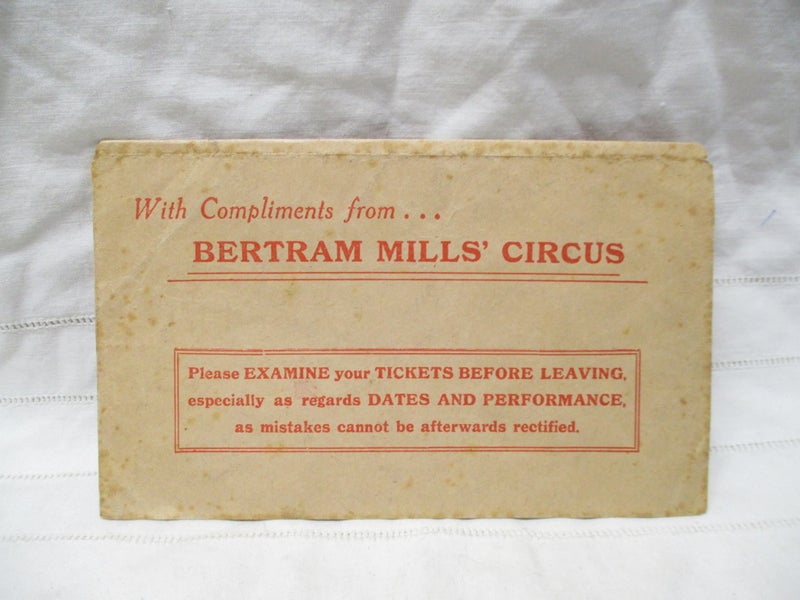 With Compliments from...
BERTRAM MILLS' CIRCUS
Please EXAMINE your TICKETS BEFORE LEAVING,
especially as regards DATES AND PERFORMANCE,
as mistakes cannot be afterwards rectified.